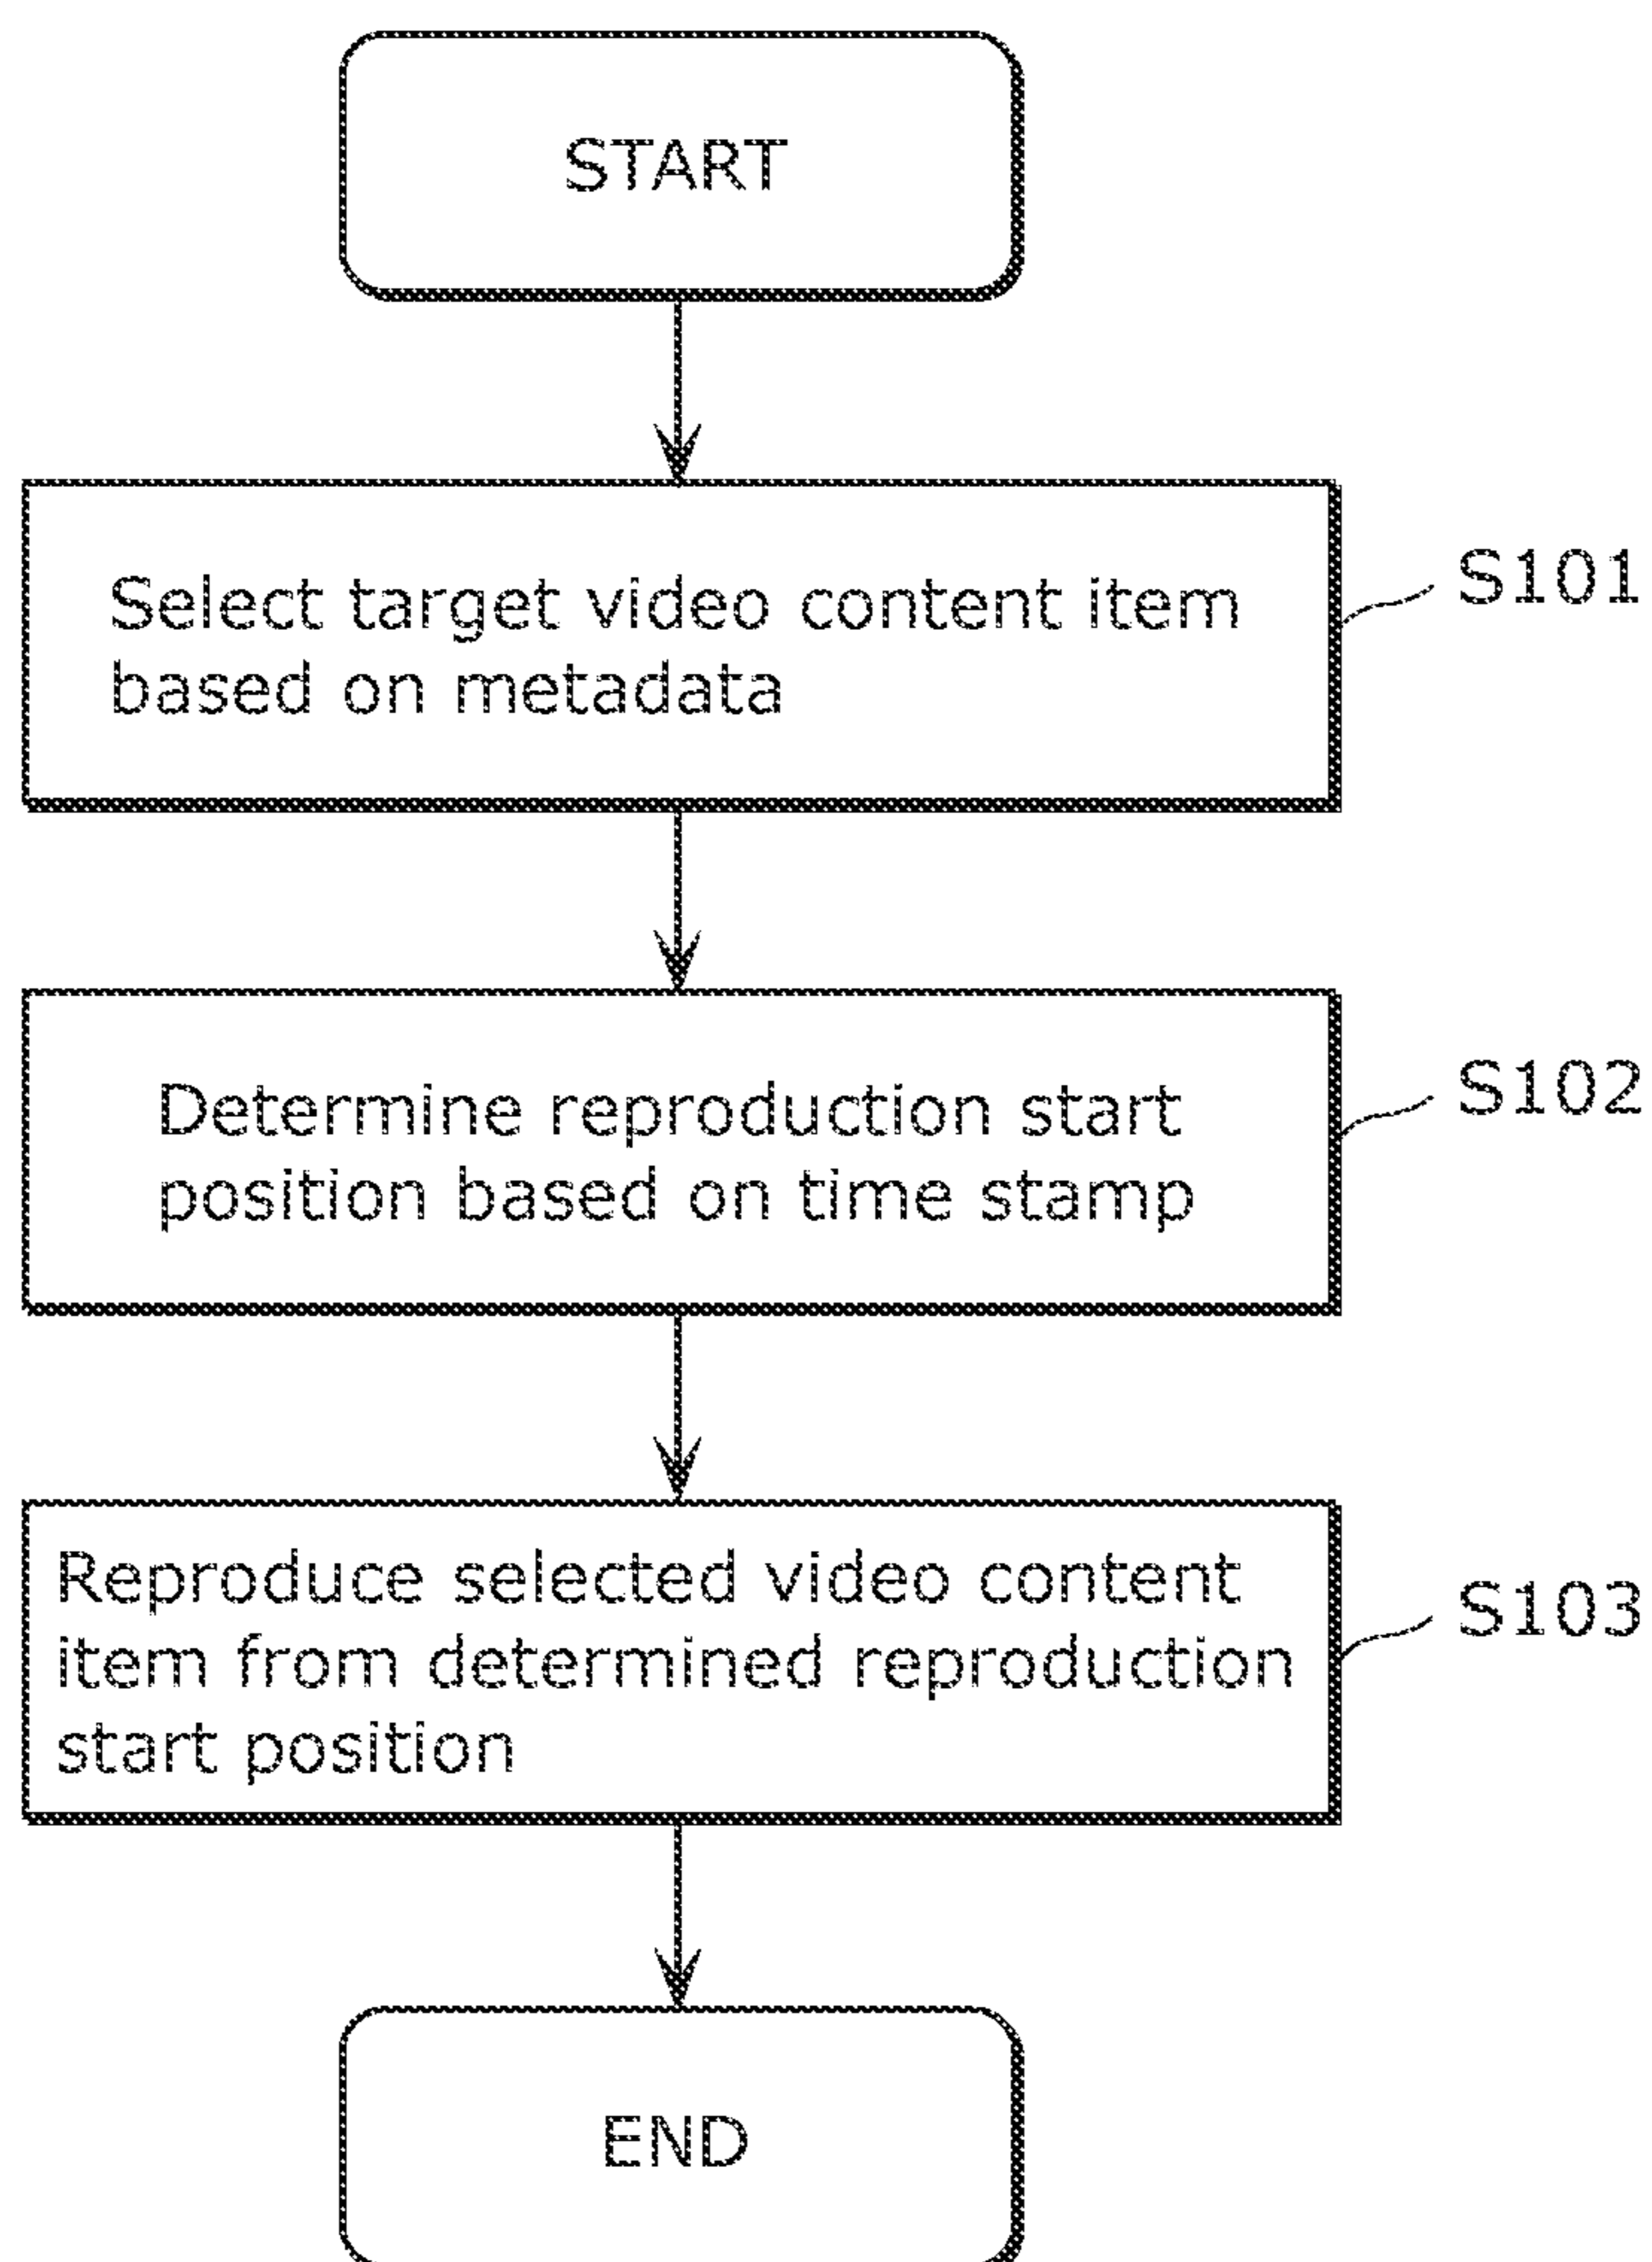 START
Select target video content item
based on metadata
S101
Determine reproduction start
position based on time stamp
S102
Reproduce selected video content
item from determined reproduction
start position
S103
END